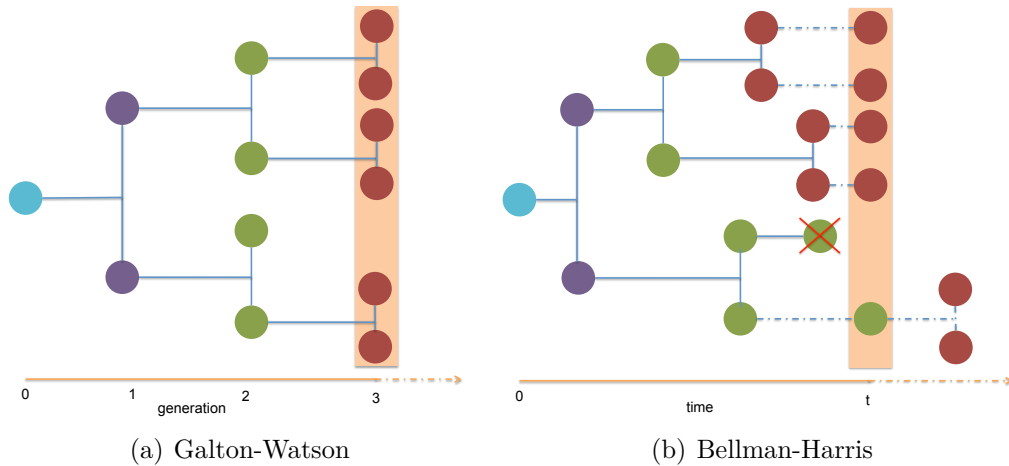 0 1 2 3
generation
0 time t
(a) Galton-Watson
(b) Bellman-Harris